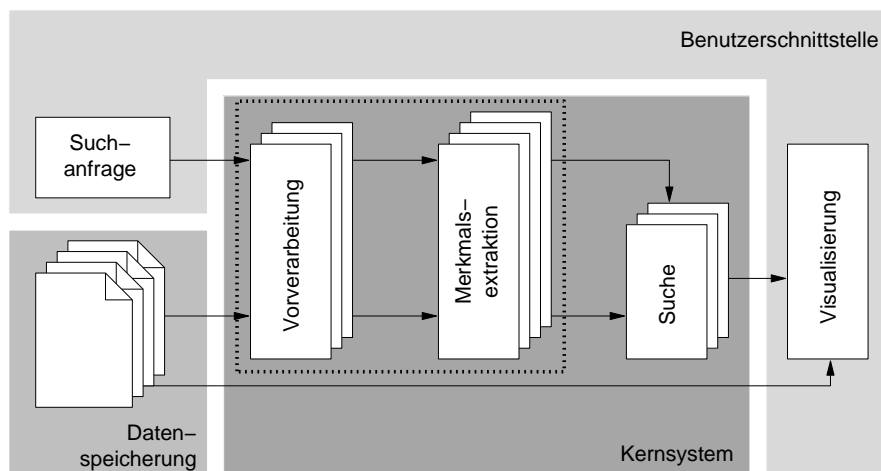 Benutzerschnittstelle
Such−
anfrage
Vorverarbeitung
Merkmals−
extraktion
Suche
Visualisierung
Daten−
speicherung
Kernsystem